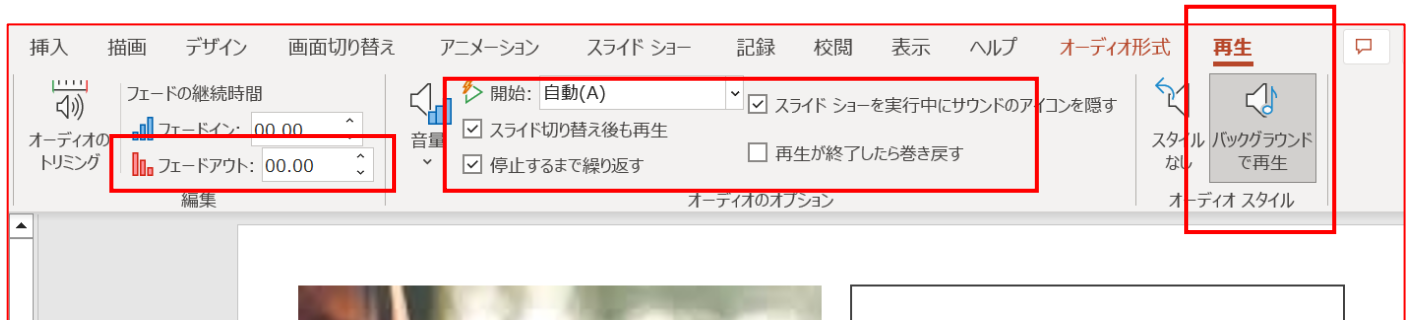 挿入 描画 デザイン 画面切り替え アニメーション スライド ショー 記録 校閲 表示 ヘルプ オーディオ形式 再生
オーディオの
トリミング
フェードの継続時間
フェードイン: 00.00
フェードアウト: 00.00
編集
音量
開始: 自動(A)
スライド切り替え後も再生
停止するまで繰り返す
スライド ショーを実行中にサウンドのアイコンを隠す
再生が終了したら巻き戻す
オーディオのオプション
スタイル
なし
バックグラウンド
で再生
オーディオ スタイル